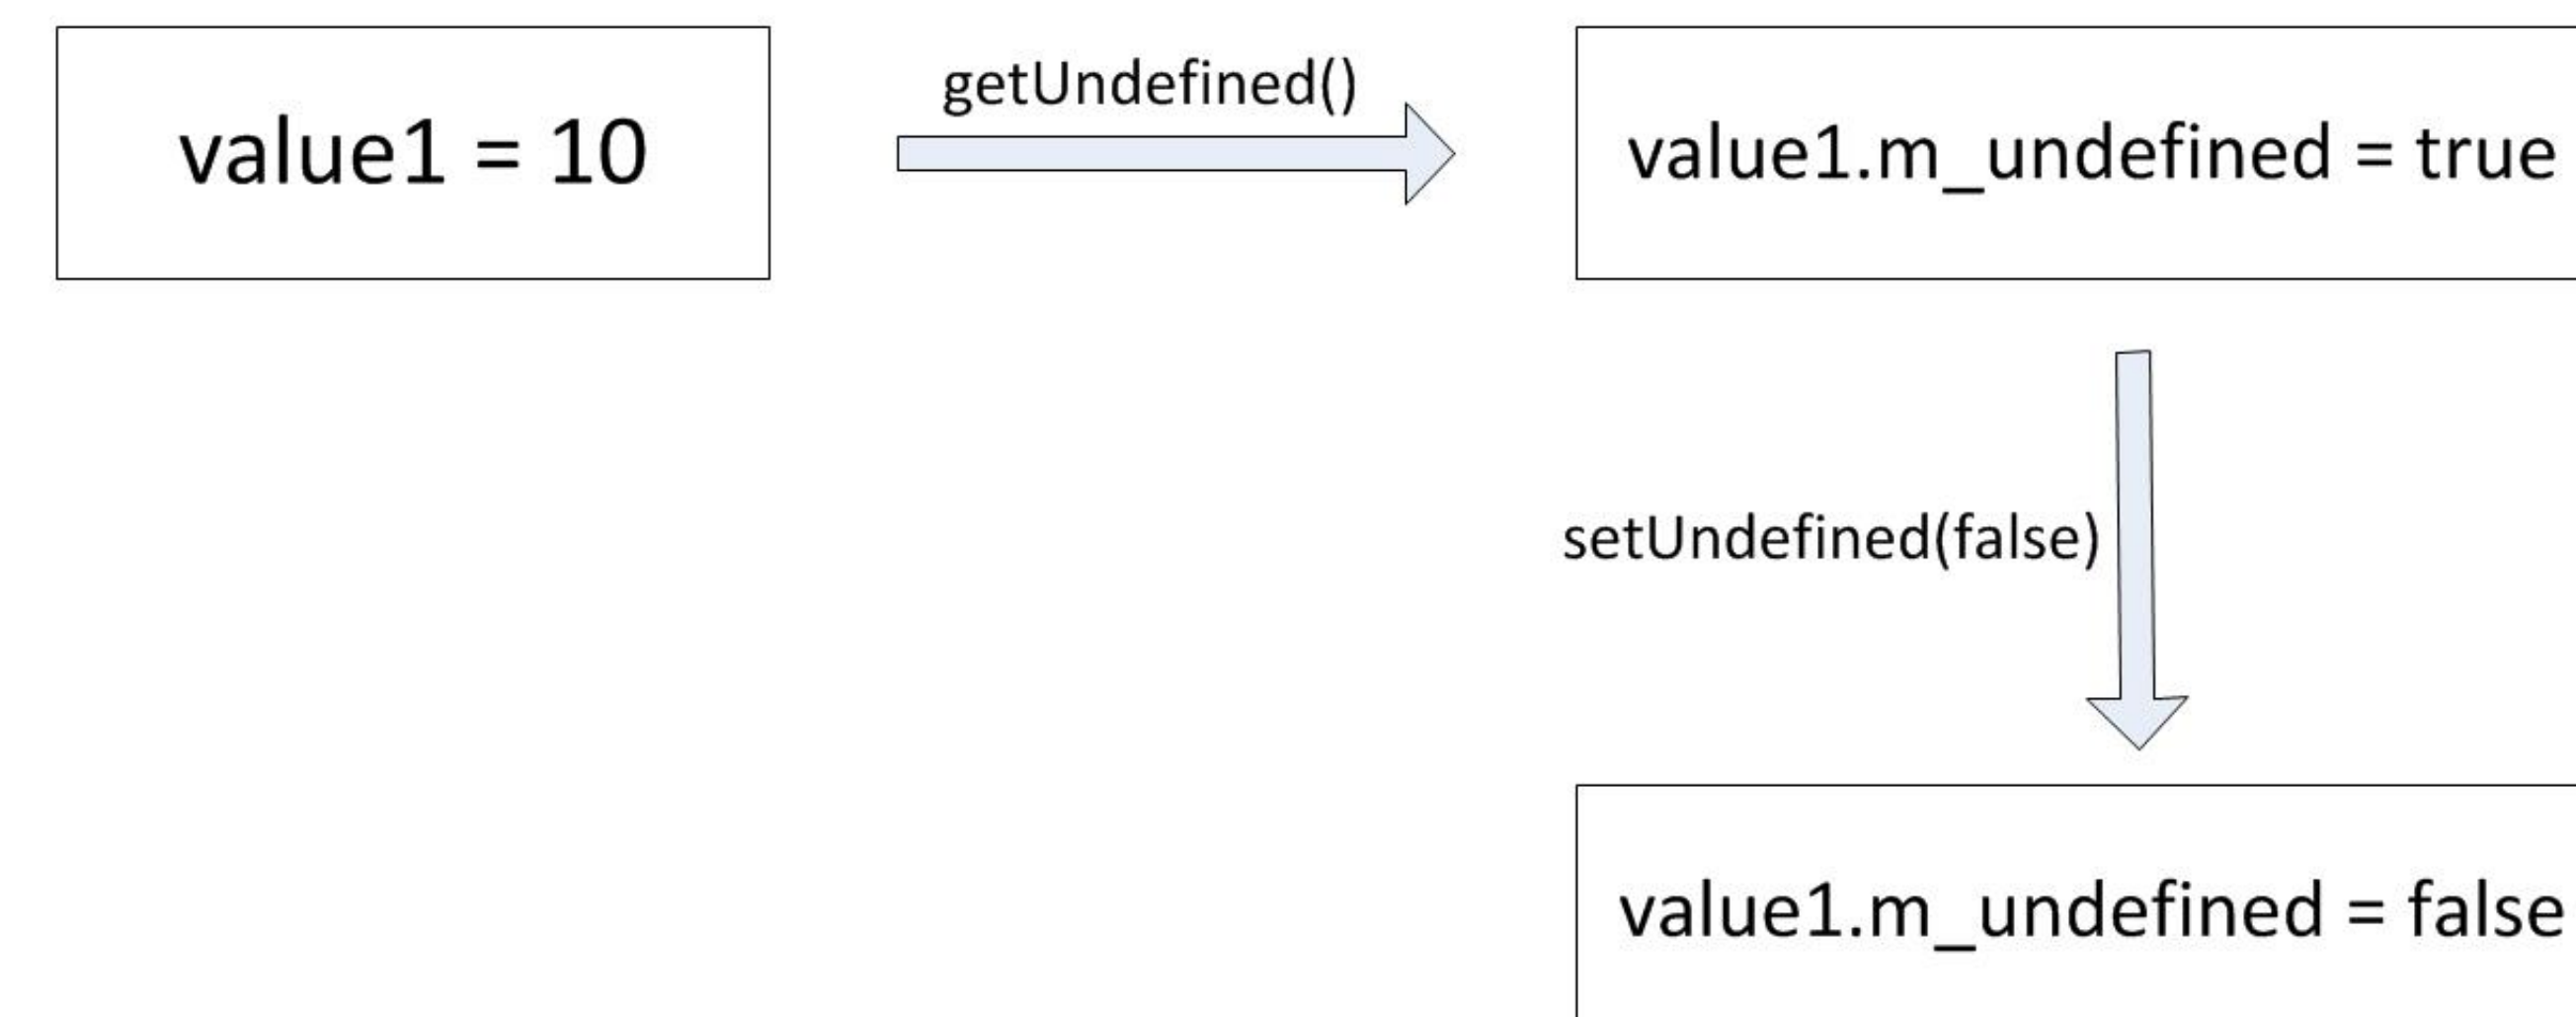 value1 = 10
getUndefined()
value1.m_undefined = true
setUndefined(false)
value1.m_undefined = false